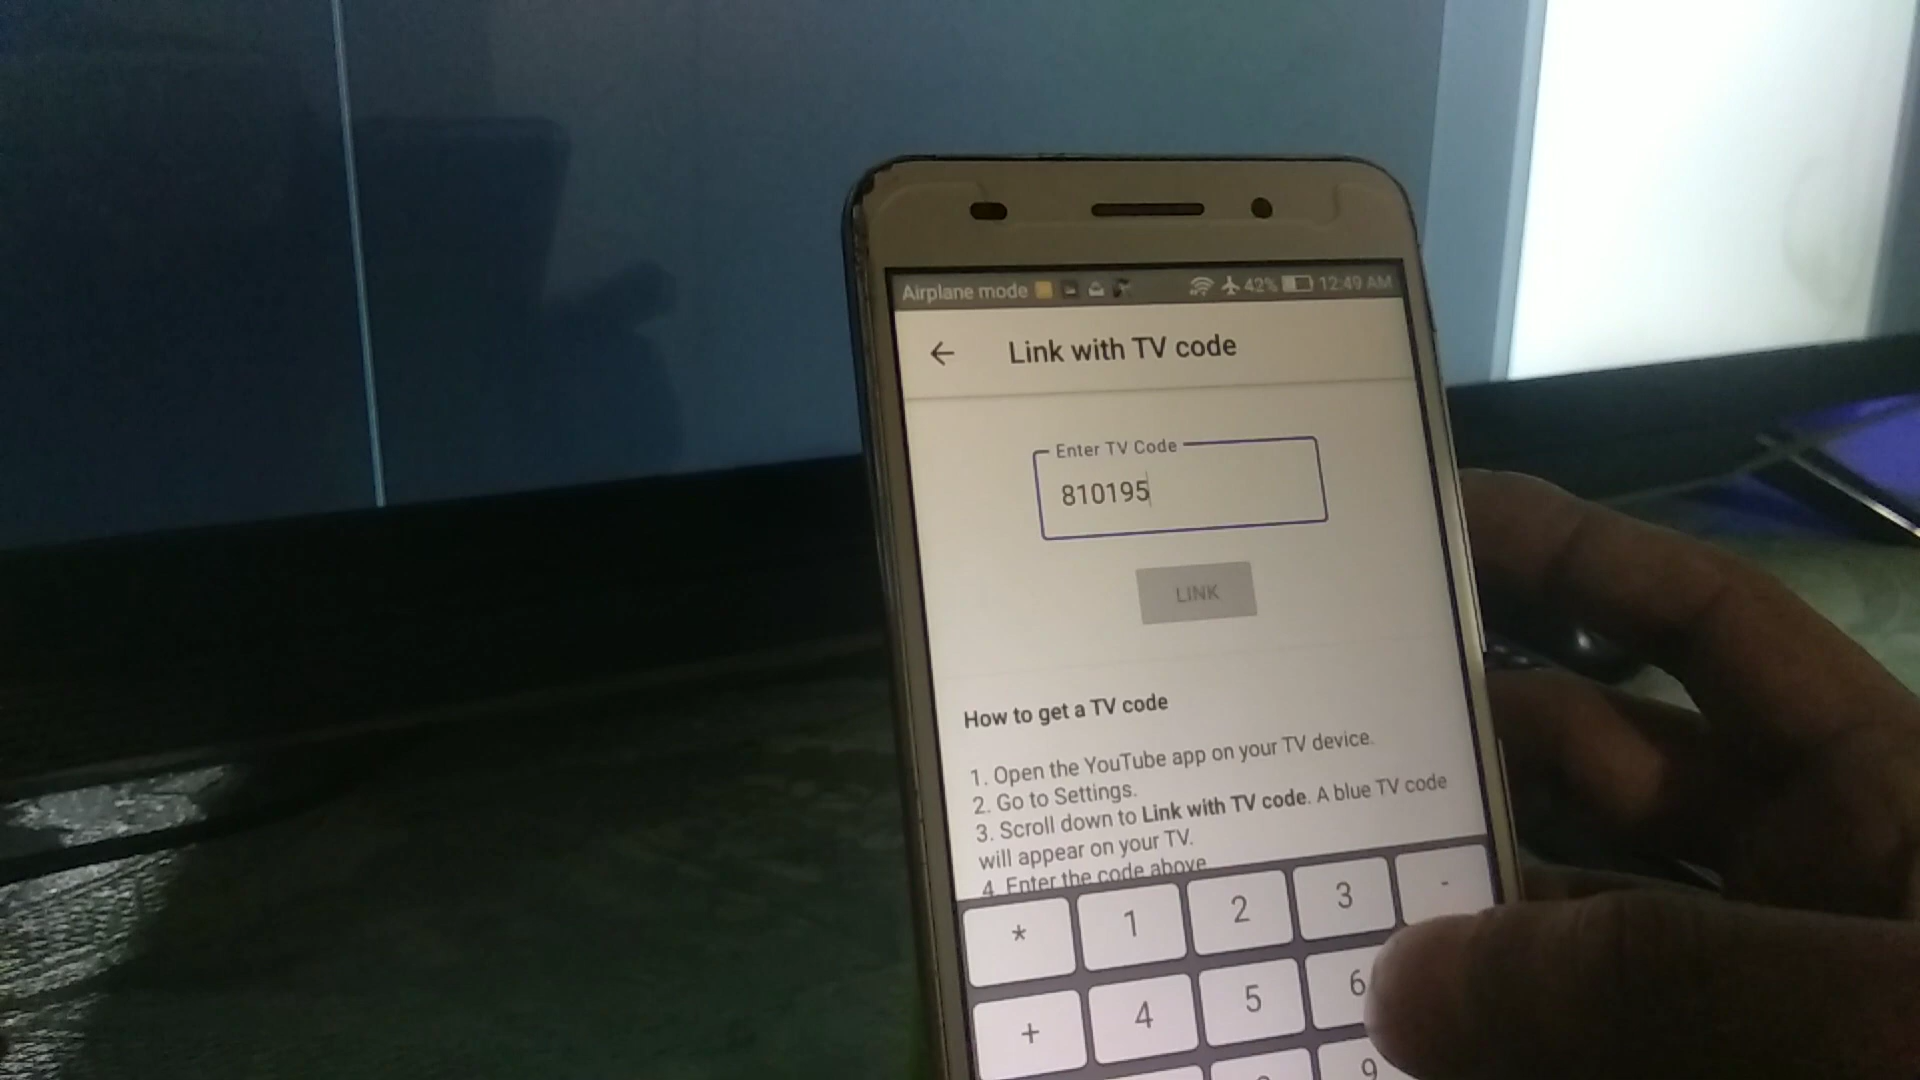 Airplane mode 42% 12:49 AM
Link with TV code
Enter TV Code
810195
LINK
How to get a TV code
1. Open the YouTube app on your TV device.
2. Go to Settings.
3. Scroll down to Link with TV code. A blue TV code
will appear on your TV.
4. Enter the code above
* 1 2 3 -
+ 4 5 6
9